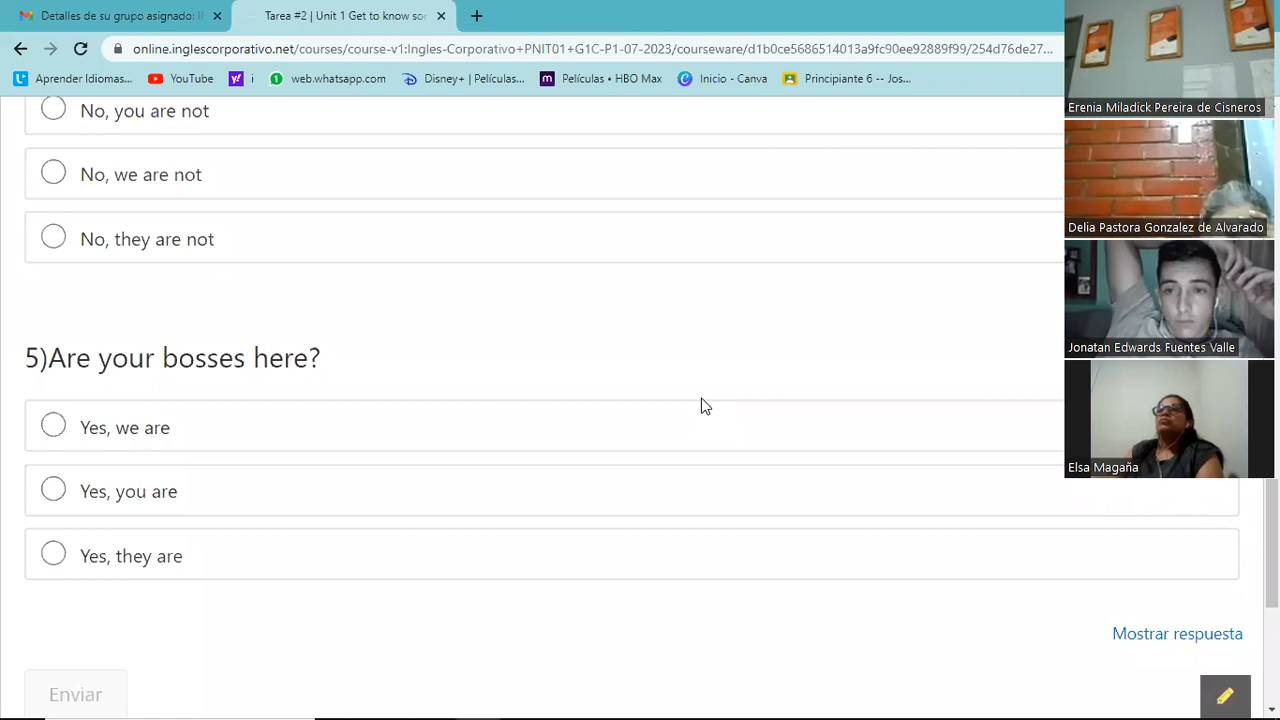 Detalles de su grupo asignado: II
Tarea #2 | Unit 1 Get to know sor
online.inglescorporativo.net/courses/course-v1:Ingles-Corporativo+PNIT01+G1C-P1-07-2023/courseware/d1b0ce5686514013a9fc90ee92889f99/254d76de27...
Aprender Idiomas...
YouTube
i
web.whatsapp.com
Disney+ | Películas...
Películas • HBO Max
Inicio - Canva
Principiante 6 -- Jos...
No, you are not
No, we are not
No, they are not
5)Are your bosses here?
Yes, we are
Yes, you are
Yes, they are
Mostrar respuesta
Enviar
Erenia Miladick Pereira de Cisneros
Delia Pastora Gonzalez de Alvarado
Jonatan Edwards Fuentes Valle
Elsa Magaña